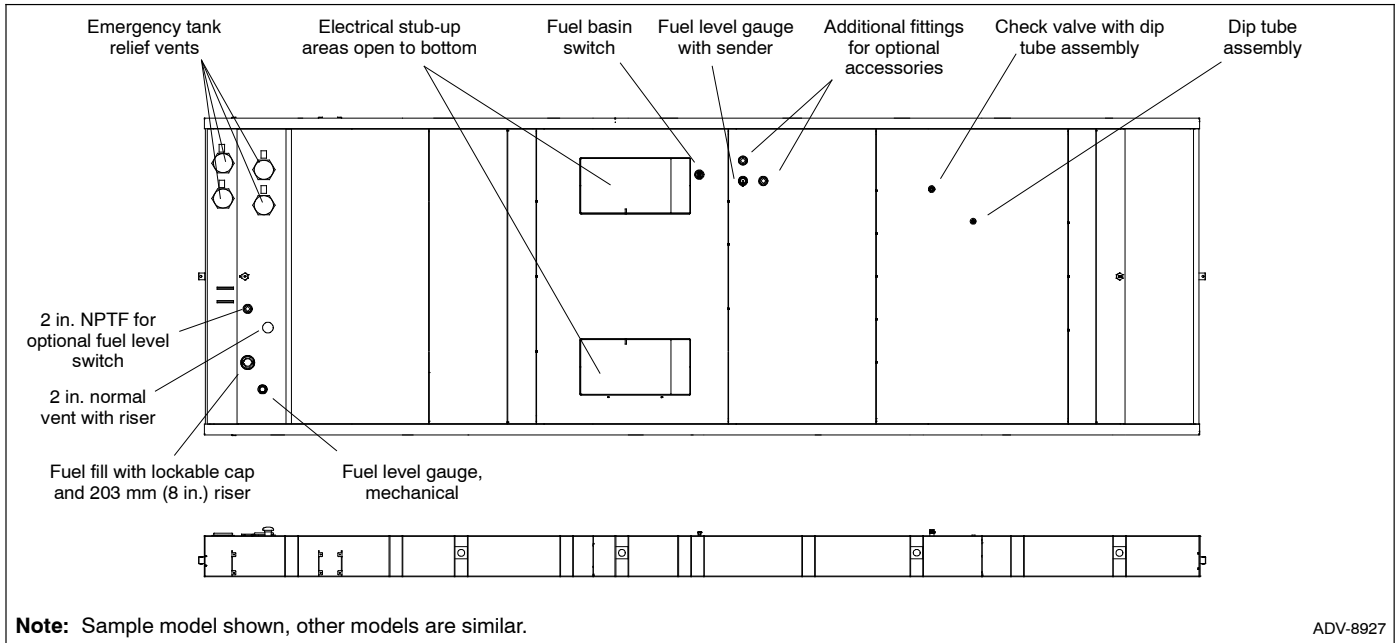 Emergency tank
relief vents
Electrical stub-up
areas open to bottom
Fuel basin
switch
Fuel level gauge
with sender
Additional fittings
for optional
accessories
Check valve with dip
tube assembly
Dip tube
assembly
2 in. NPTF for
optional fuel level
switch
2 in. normal
vent with riser
Fuel fill with lockable cap
and 203 mm (8 in.) riser
Fuel level gauge,
mechanical
Note: Sample model shown, other models are similar.
ADV-8927